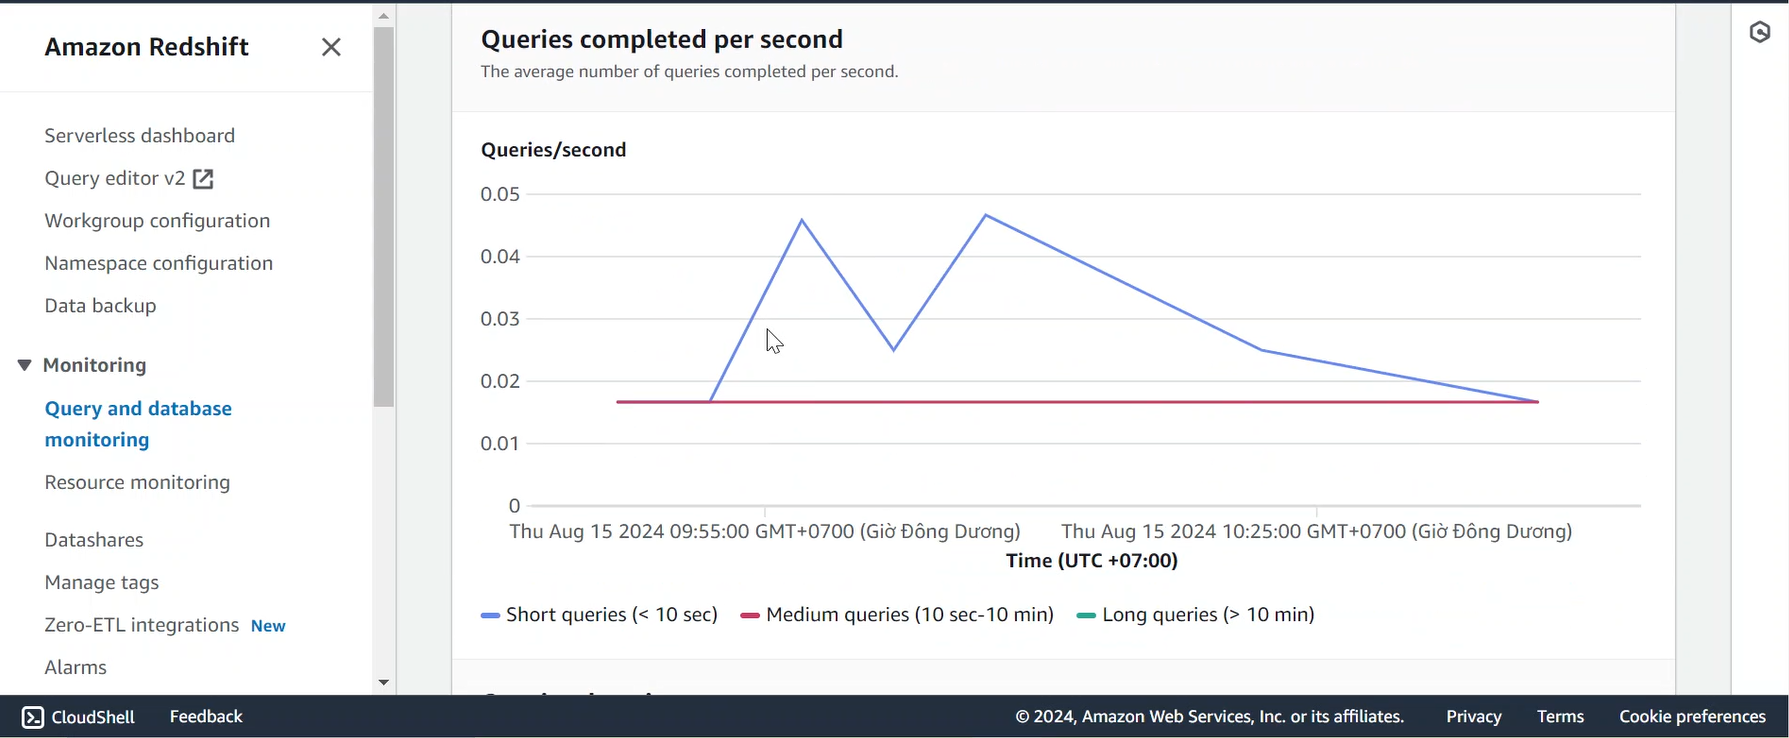 Amazon Redshift
Serverless dashboard
Query editor v2
Workgroup configuration
Namespace configuration
Data backup
Monitoring
Query and database
monitoring
Resource monitoring
Datashares
Manage tags
Zero-ETL integrations New
Alarms
Queries completed per second
The average number of queries completed per second.
Queries/second
0.05
0.04
0.03
0.02
0.01
0
Thu Aug 15 2024 09:55:00 GMT+0700 (Giờ Đông Dương) Thu Aug 15 2024 10:25:00 GMT+0700 (Giờ Đông Dương)
Time (UTC +07:00)
Short queries (< 10 sec) Medium queries (10 sec-10 min) Long queries (> 10 min)
CloudShell Feedback © 2024, Amazon Web Services, Inc. or its affiliates. Privacy Terms Cookie preferences